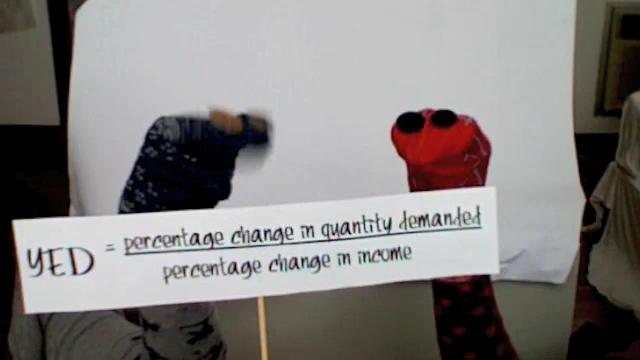 YED = percentage change in quantity demanded
percentage change in income